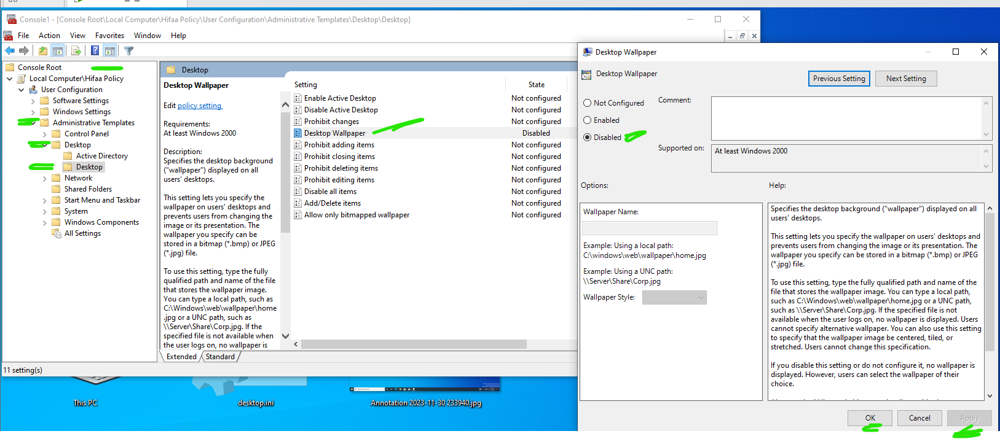 Console1 - [Console Root\Local Computer\Hifaa Policy\User Configuration\Administrative Templates\Desktop\Desktop]
File Action View Favorites Window Help
Console Root
Local Computer\Hifaa Policy
User Configuration
Software Settings
Windows Settings
Administrative Templates
Control Panel
Desktop
Active Directory
Desktop
Network
Shared Folders
Start Menu and Taskbar
System
Windows Components
All Settings
Desktop
Desktop Wallpaper
Edit policy setting
Requirements:
At least Windows 2000
Description:
Specifies the desktop background
("wallpaper") displayed on all
users' desktops.
This setting lets you specify the
wallpaper on users' desktops and
prevents users from changing the
image or its presentation. The
wallpaper you specify can be
stored in a bitmap (*.bmp) or JPEG
(*.jpg) file.
To use this setting, type the fully
qualified path and name of the file
that stores the wallpaper image.
You can type a local path, such as
C:\Windows\web\wallpaper\home
.jpg or a UNC path, such as
\\Server\Share\Corp.jpg. If the
specified file is not available when
the user logs on, no wallpaper is
Setting State
Enable Active Desktop Not configured
Disable Active Desktop Not configured
Prohibit changes Not configured
Desktop Wallpaper Disabled
Prohibit adding items Not configured
Prohibit closing items Not configured
Prohibit deleting items Not configured
Prohibit editing items Not configured
Disable all items Not configured
Add/Delete items Not configured
Allow only bitmapped wallpaper Not configured
Extended Standard
11 setting(s)
This PC
desktop.ini
Annotation 2023-11-30 233940.jpg
Desktop Wallpaper
Desktop Wallpaper
Previous Setting Next Setting
Not Configured
Enabled
Disabled
Comment:
Supported on:
At least Windows 2000
Options:
Help:
Wallpaper Name:
Example: Using a local path:
C:\windows\web\wallpaper\home.jpg
Example: Using a UNC path:
\\Server\Share\Corp.jpg
Wallpaper Style:
Specifies the desktop background ("wallpaper") displayed on all
users' desktops.
This setting lets you specify the wallpaper on users' desktops and
prevents users from changing the image or its presentation. The
wallpaper you specify can be stored in a bitmap (*.bmp) or JPEG
(*.jpg) file.
To use this setting, type the fully qualified path and name of the
file that stores the wallpaper image. You can type a local path,
such as C:\Windows\web\wallpaper\home.jpg or a UNC path,
such as \\Server\Share\Corp.jpg. If the specified file is not
available when the user logs on, no wallpaper is displayed. Users
cannot specify alternative wallpaper. You can also use this setting
to specify that the wallpaper image be centered, tiled, or
stretched. Users cannot change this specification.
If you disable this setting or do not configure it, no wallpaper is
displayed. However, users can select the wallpaper of their
choice.
OK Cancel Apply